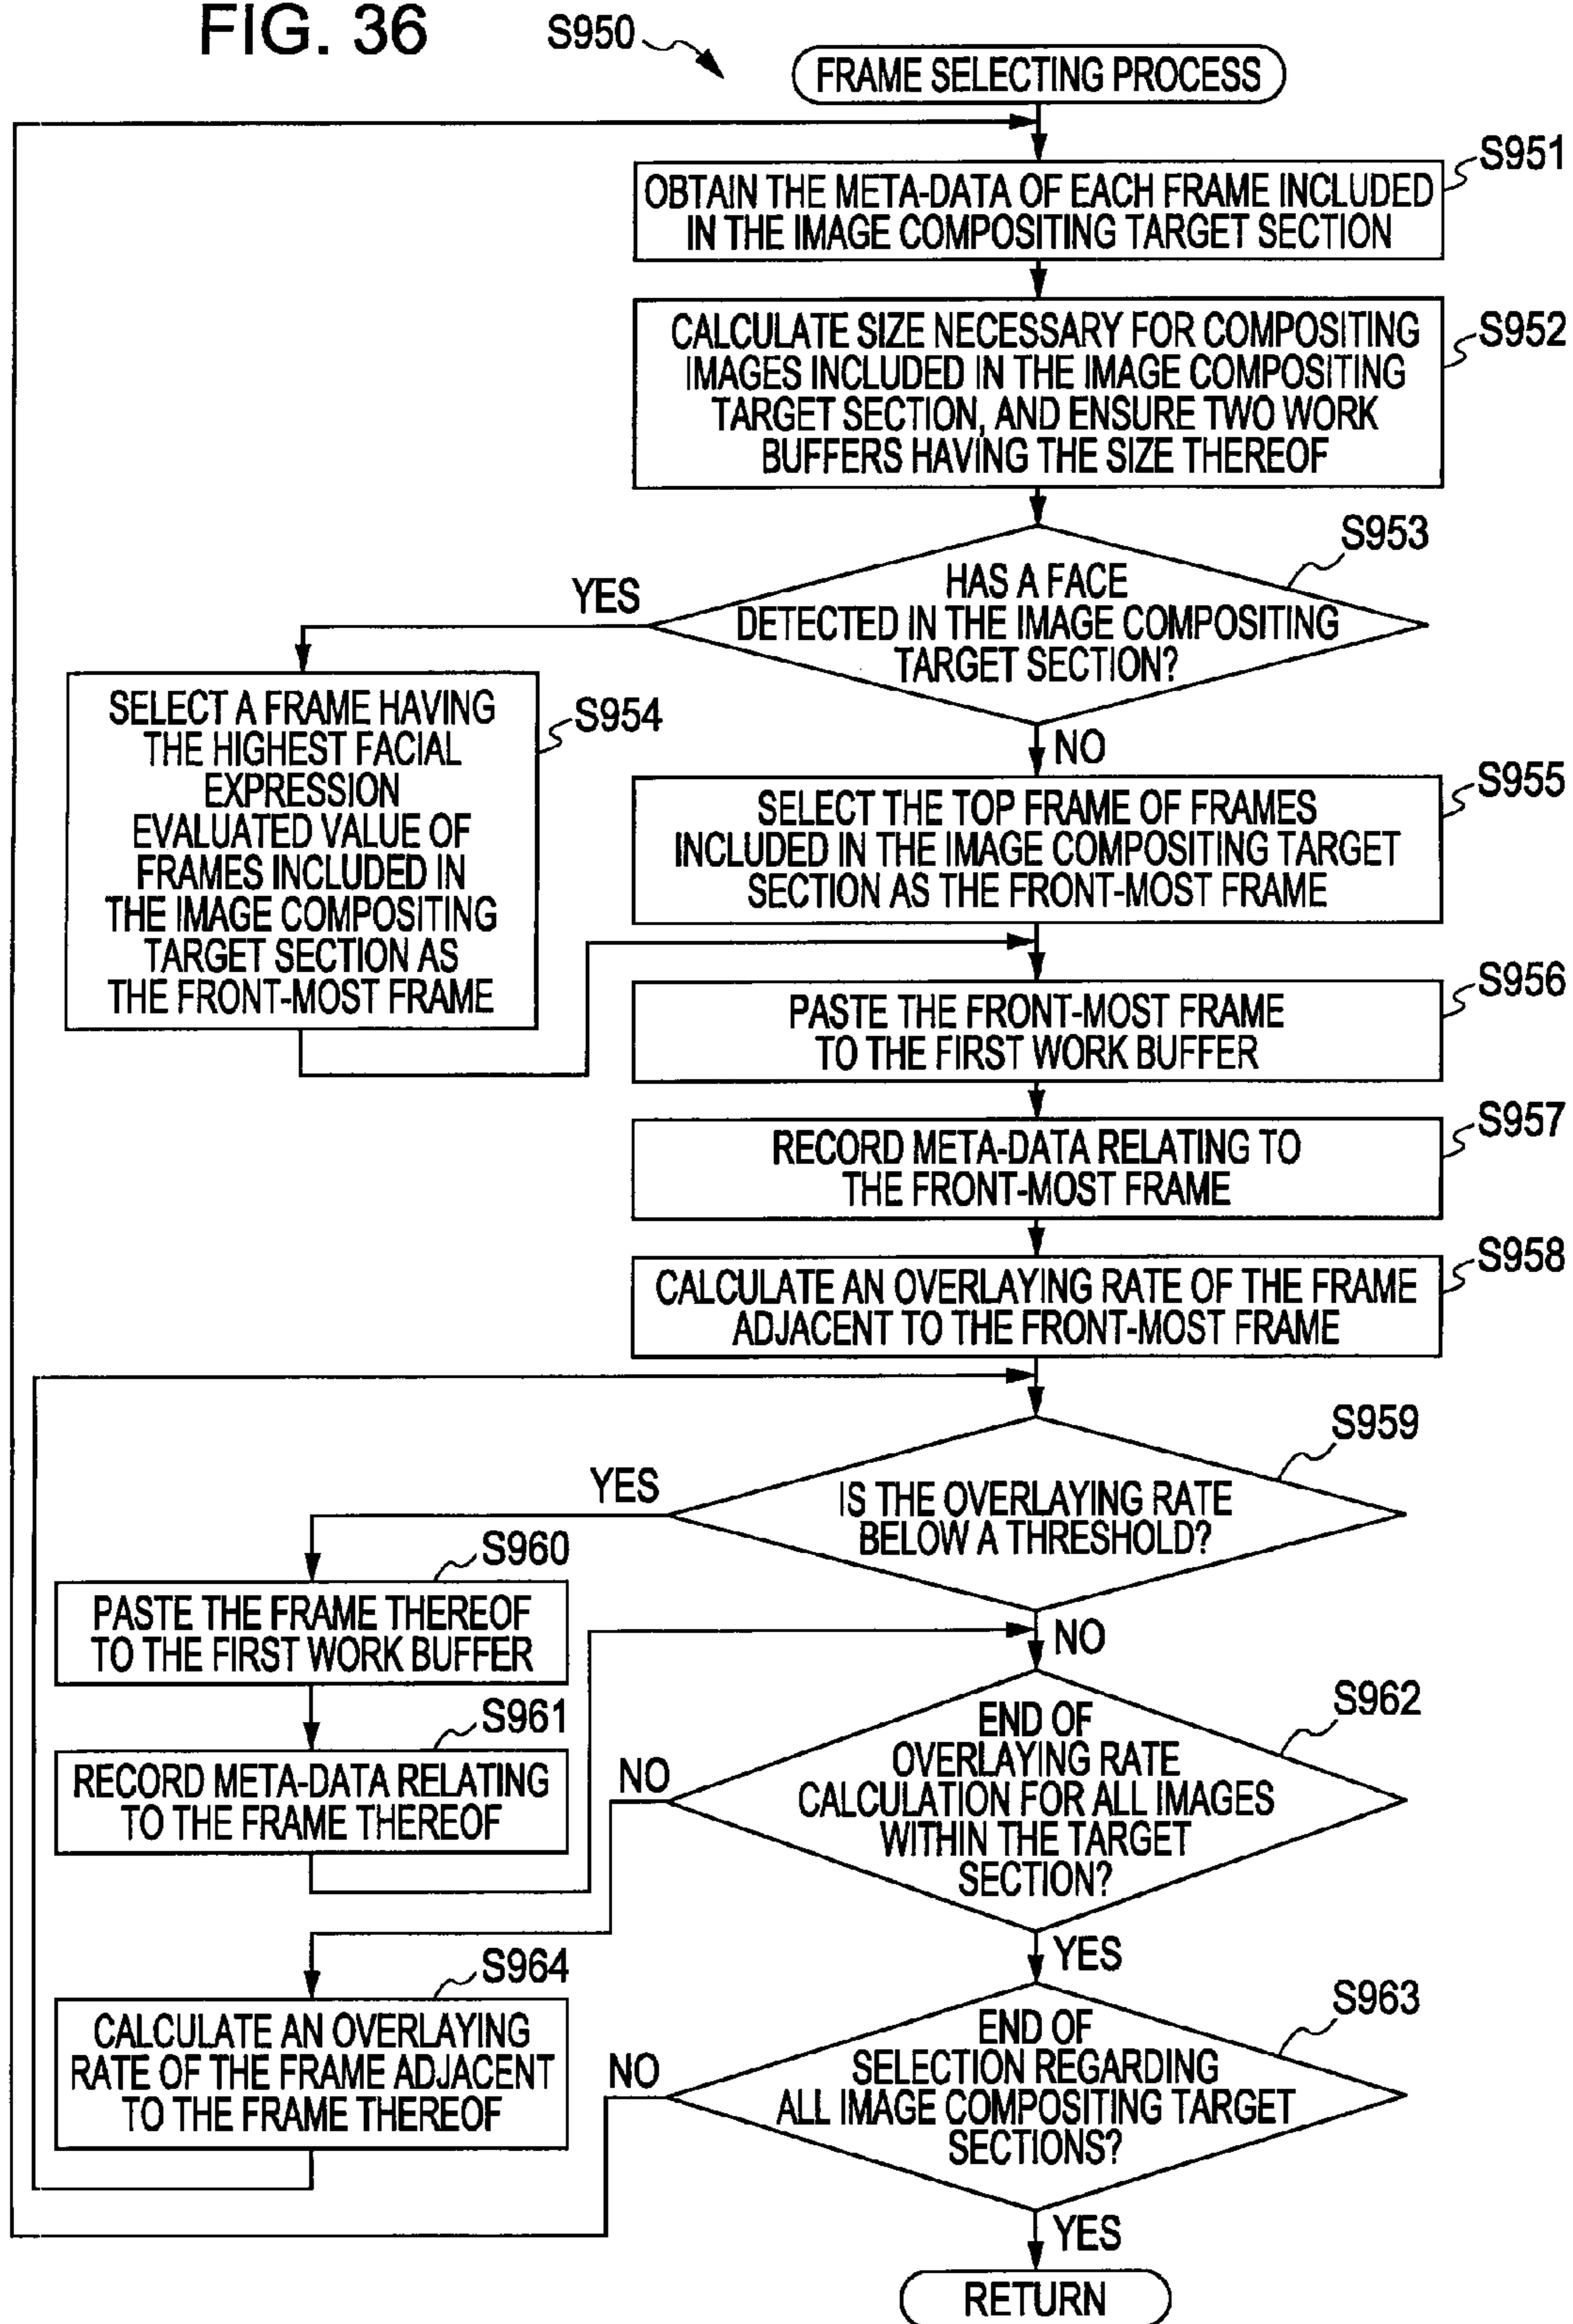 FIG. 36
S950
FRAME SELECTING PROCESS
S951
OBTAIN THE META-DATA OF EACH FRAME INCLUDED
IN THE IMAGE COMPOSITING TARGET SECTION
S952
CALCULATE SIZE NECESSARY FOR COMPOSITING
IMAGES INCLUDED IN THE IMAGE COMPOSITING
TARGET SECTION, AND ENSURE TWO WORK
BUFFERS HAVING THE SIZE THEREOF
S953
HAS A FACE
DETECTED IN THE IMAGE COMPOSITING
TARGET SECTION?
YES
NO
S954
SELECT A FRAME HAVING
THE HIGHEST FACIAL
EXPRESSION
EVALUATED VALUE OF
FRAMES INCLUDED IN
THE IMAGE COMPOSITING
TARGET SECTION AS
THE FRONT-MOST FRAME
S955
SELECT THE TOP FRAME OF FRAMES
INCLUDED IN THE IMAGE COMPOSITING TARGET
SECTION AS THE FRONT-MOST FRAME
S956
PASTE THE FRONT-MOST FRAME
TO THE FIRST WORK BUFFER
S957
RECORD META-DATA RELATING TO
THE FRONT-MOST FRAME
S958
CALCULATE AN OVERLAYING RATE OF THE FRAME
ADJACENT TO THE FRONT-MOST FRAME
S959
IS THE OVERLAYING RATE
BELOW A THRESHOLD?
YES
NO
S960
PASTE THE FRAME THEREOF
TO THE FIRST WORK BUFFER
S961
RECORD META-DATA RELATING
TO THE FRAME THEREOF
S962
END OF
OVERLAYING RATE
CALCULATION FOR ALL IMAGES
WITHIN THE TARGET
SECTION?
NO
YES
S964
CALCULATE AN OVERLAYING
RATE OF THE FRAME ADJACENT
TO THE FRAME THEREOF
S963
END OF
SELECTION REGARDING
ALL IMAGE COMPOSITING TARGET
SECTIONS?
NO
YES
RETURN